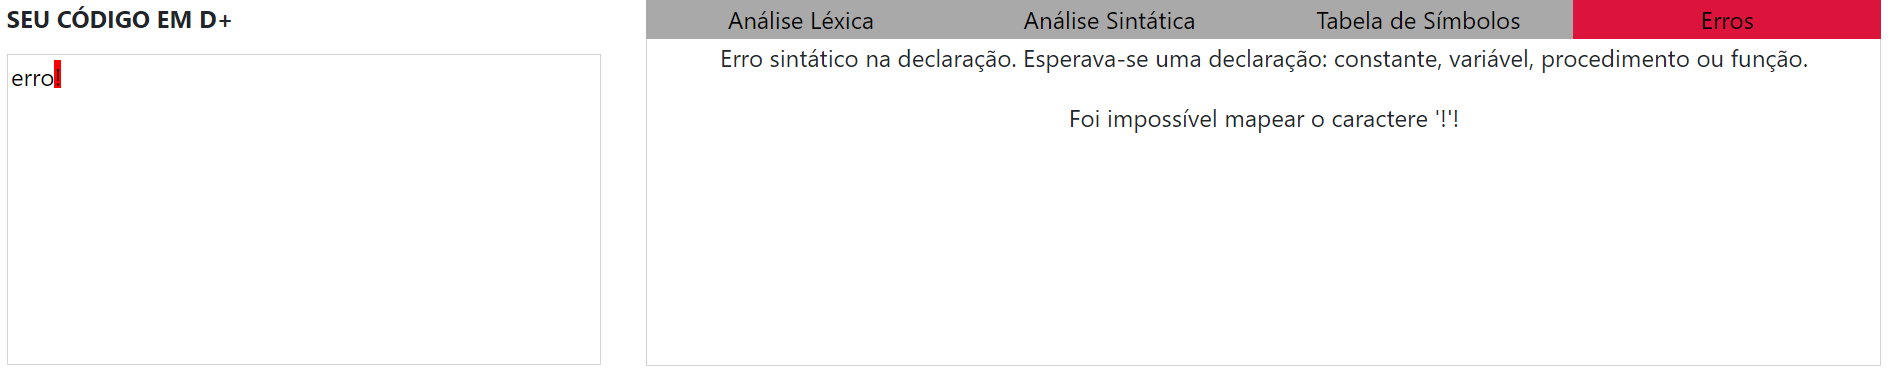 SEU CÓDIGO EM D+
erro!
Análise Léxica
Análise Sintática
Tabela de Símbolos
Erros
Erro sintático na declaração. Esperava-se uma declaração: constante, variável, procedimento ou função.
Foi impossível mapear o caractere '!'!